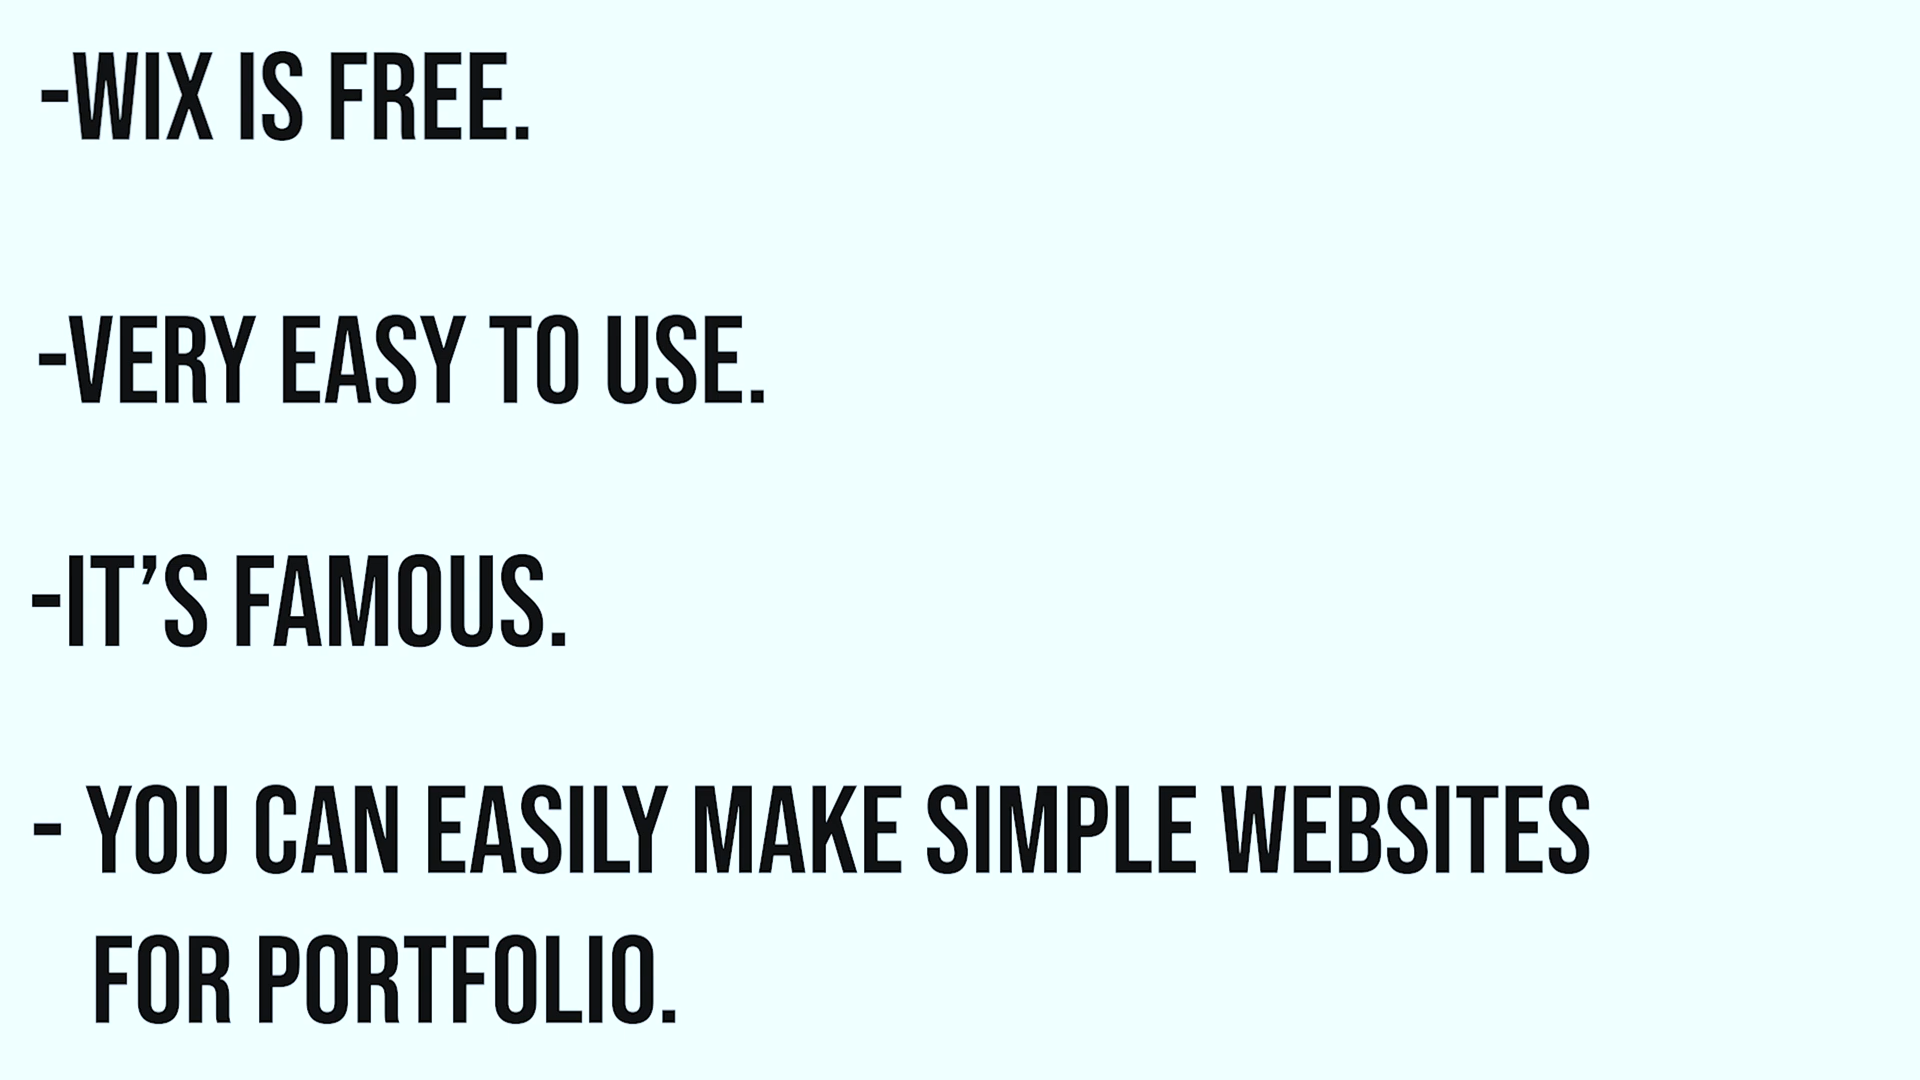 -WIX IS FREE.
-VERY EASY TO USE.
-IT’S FAMOUS.
- YOU CAN EASILY MAKE SIMPLE WEBSITES
FOR PORTFOLIO.